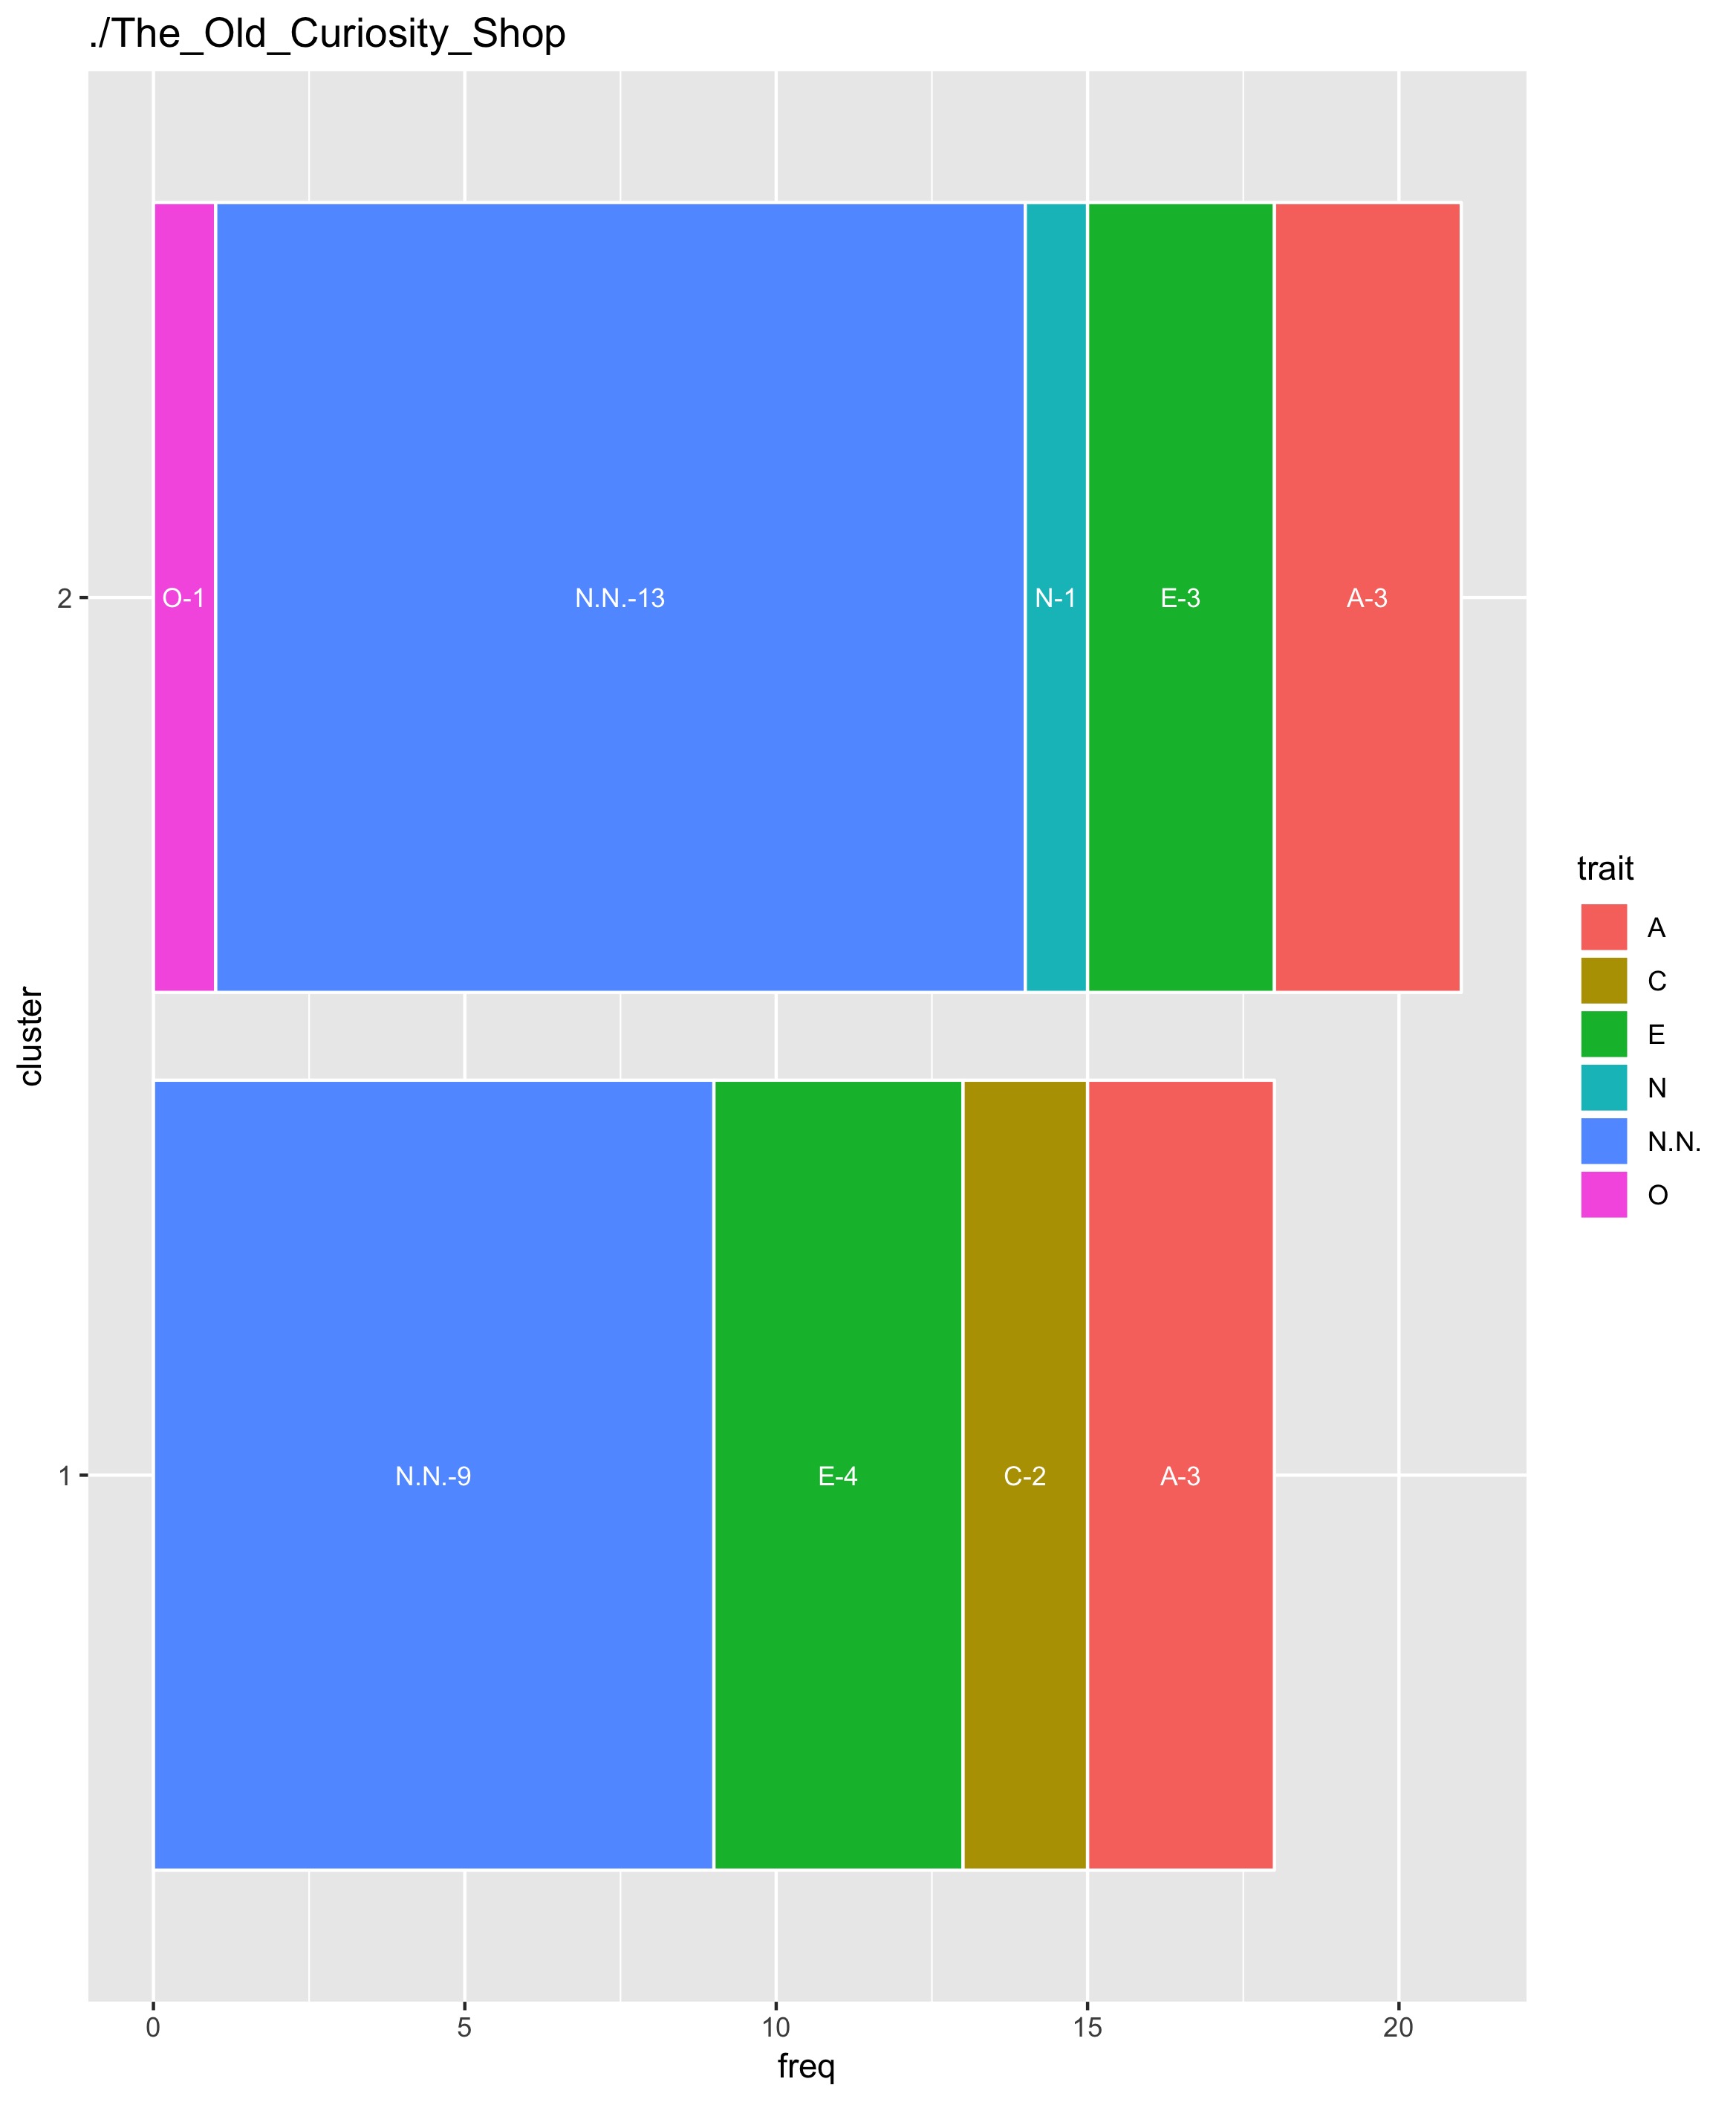 ./The_Old_Curiosity_Shop
2
O-1 N.N.-13 N-1 E-3 A-3
cluster
1
N.N.-9 E-4 C-2 A-3
0 5 10 15 20
freq
trait
A
C
E
N
N.N.
O